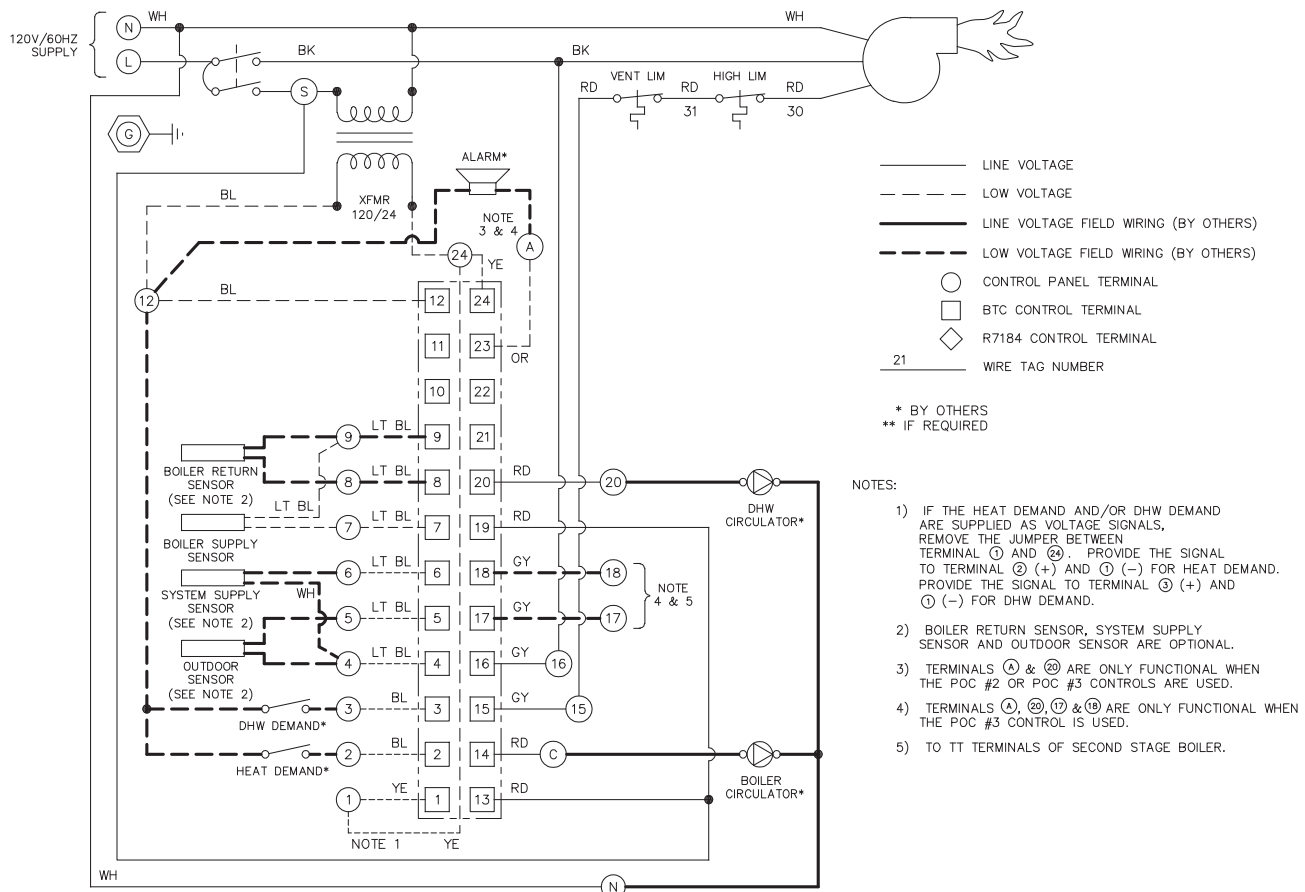 120V/60HZ
SUPPLY
N
WH
WH
L
BK
BK
S
G
RD
VENT LIM
RD
31
HIGH LIM
RD
30
XFMR
120/24
BL
ALARM*
NOTE
3 & 4
A
24
YE
12
BL
12
24
11
23
OR
10
22
9
LT BL
9
21
BOILER RETURN
SENSOR
(SEE NOTE 2)
8
LT BL
8
20
RD
20
DHW
CIRCULATOR*
LT BL
BOILER SUPPLY
SENSOR
7
LT BL
7
19
RD
SYSTEM SUPPLY
SENSOR
(SEE NOTE 2)
WH
6
LT BL
6
18
GY
18
NOTE
4 & 5
5
LT BL
5
17
GY
17
OUTDOOR
SENSOR
(SEE NOTE 2)
4
LT BL
4
16
GY
16
DHW DEMAND*
3
BL
3
15
GY
15
HEAT DEMAND*
2
BL
2
14
RD
C
BOILER
CIRCULATOR*
1
YE
1
13
RD
NOTE 1
YE
WH
N
LINE VOLTAGE
LOW VOLTAGE
LINE VOLTAGE FIELD WIRING (BY OTHERS)
LOW VOLTAGE FIELD WIRING (BY OTHERS)
CONTROL PANEL TERMINAL
BTC CONTROL TERMINAL
R7184 CONTROL TERMINAL
21
WIRE TAG NUMBER
* BY OTHERS
** IF REQUIRED
NOTES:
1) IF THE HEAT DEMAND AND/OR DHW DEMAND
ARE SUPPLIED AS VOLTAGE SIGNALS,
REMOVE THE JUMPER BETWEEN
TERMINAL ① AND ㉔. PROVIDE THE SIGNAL
TO TERMINAL ② (+) AND ① (−) FOR HEAT DEMAND.
PROVIDE THE SIGNAL TO TERMINAL ③ (+) AND
① (−) FOR DHW DEMAND.
2) BOILER RETURN SENSOR, SYSTEM SUPPLY
SENSOR AND OUTDOOR SENSOR ARE OPTIONAL.
3) TERMINALS Ⓐ & ⑳ ARE ONLY FUNCTIONAL WHEN
THE POC #2 OR POC #3 CONTROLS ARE USED.
4) TERMINALS Ⓐ, ⑳, ⑰ & ⑱ ARE ONLY FUNCTIONAL WHEN
THE POC #3 CONTROL IS USED.
5) TO TT TERMINALS OF SECOND STAGE BOILER.